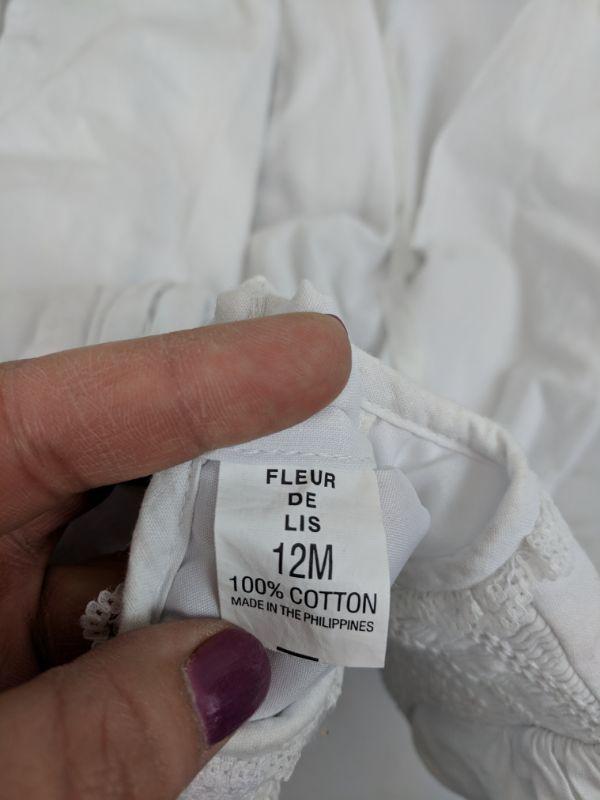 FLEUR
DE
LIS
12M
100% COTTON
MADE IN THE PHILIPPINES